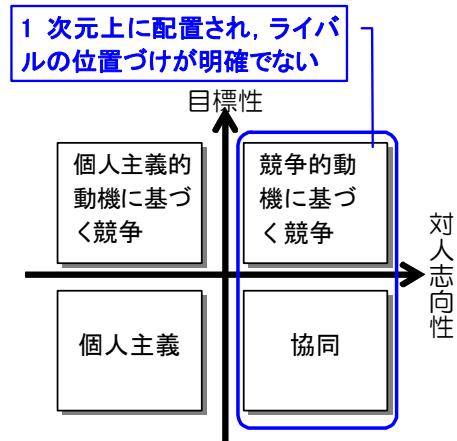 1 次元上に配置され，ライバ
ルの位置づけが明確でない
目標性
個人主義的
動機に基づ
く競争
競争的動
機に基づ
く競争
対人志向性
個人主義
協同